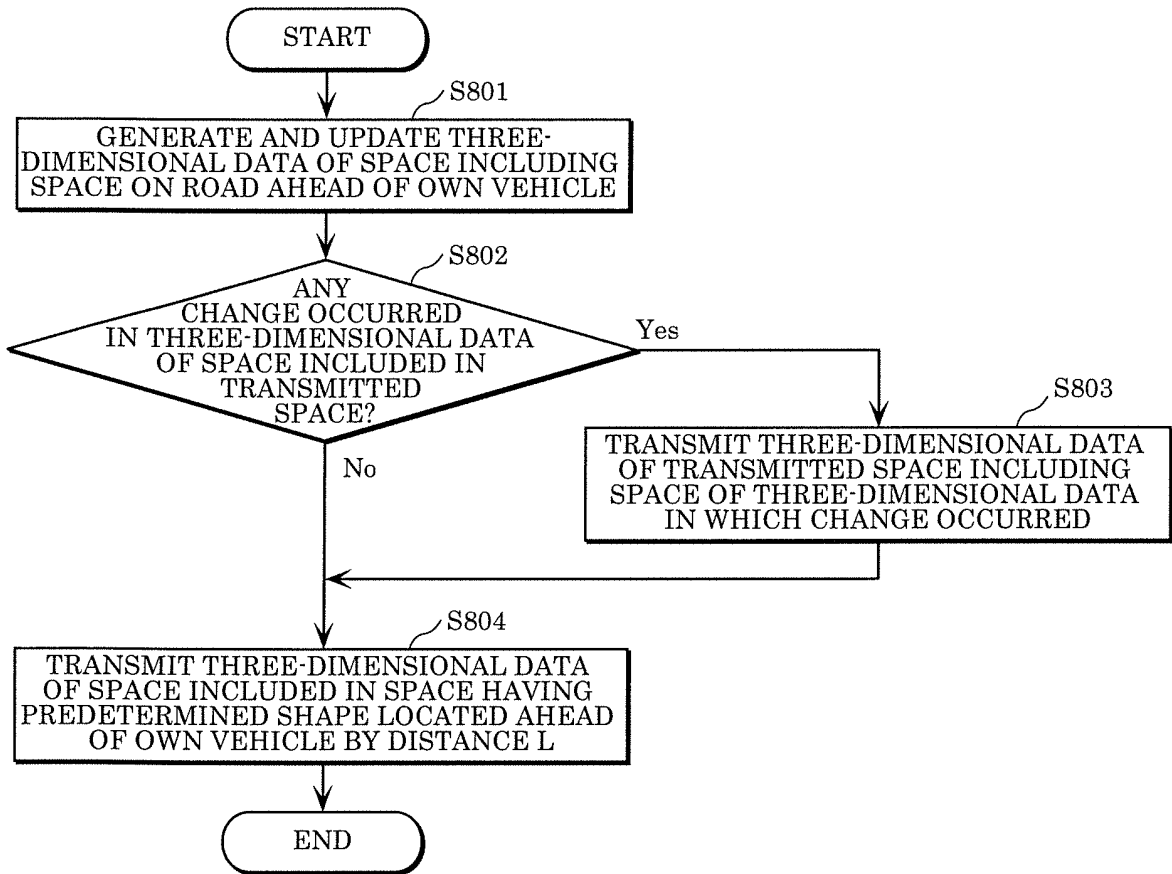 START
S801
GENERATE AND UPDATE THREE-
DIMENSIONAL DATA OF SPACE INCLUDING
SPACE ON ROAD AHEAD OF OWN VEHICLE
S802
ANY
CHANGE OCCURRED
IN THREE-DIMENSIONAL DATA
OF SPACE INCLUDED IN
TRANSMITTED
SPACE?
Yes
No
S803
TRANSMIT THREE-DIMENSIONAL DATA
OF TRANSMITTED SPACE INCLUDING
SPACE OF THREE-DIMENSIONAL DATA
IN WHICH CHANGE OCCURRED
S804
TRANSMIT THREE-DIMENSIONAL DATA
OF SPACE INCLUDED IN SPACE HAVING
PREDETERMINED SHAPE LOCATED AHEAD
OF OWN VEHICLE BY DISTANCE L
END